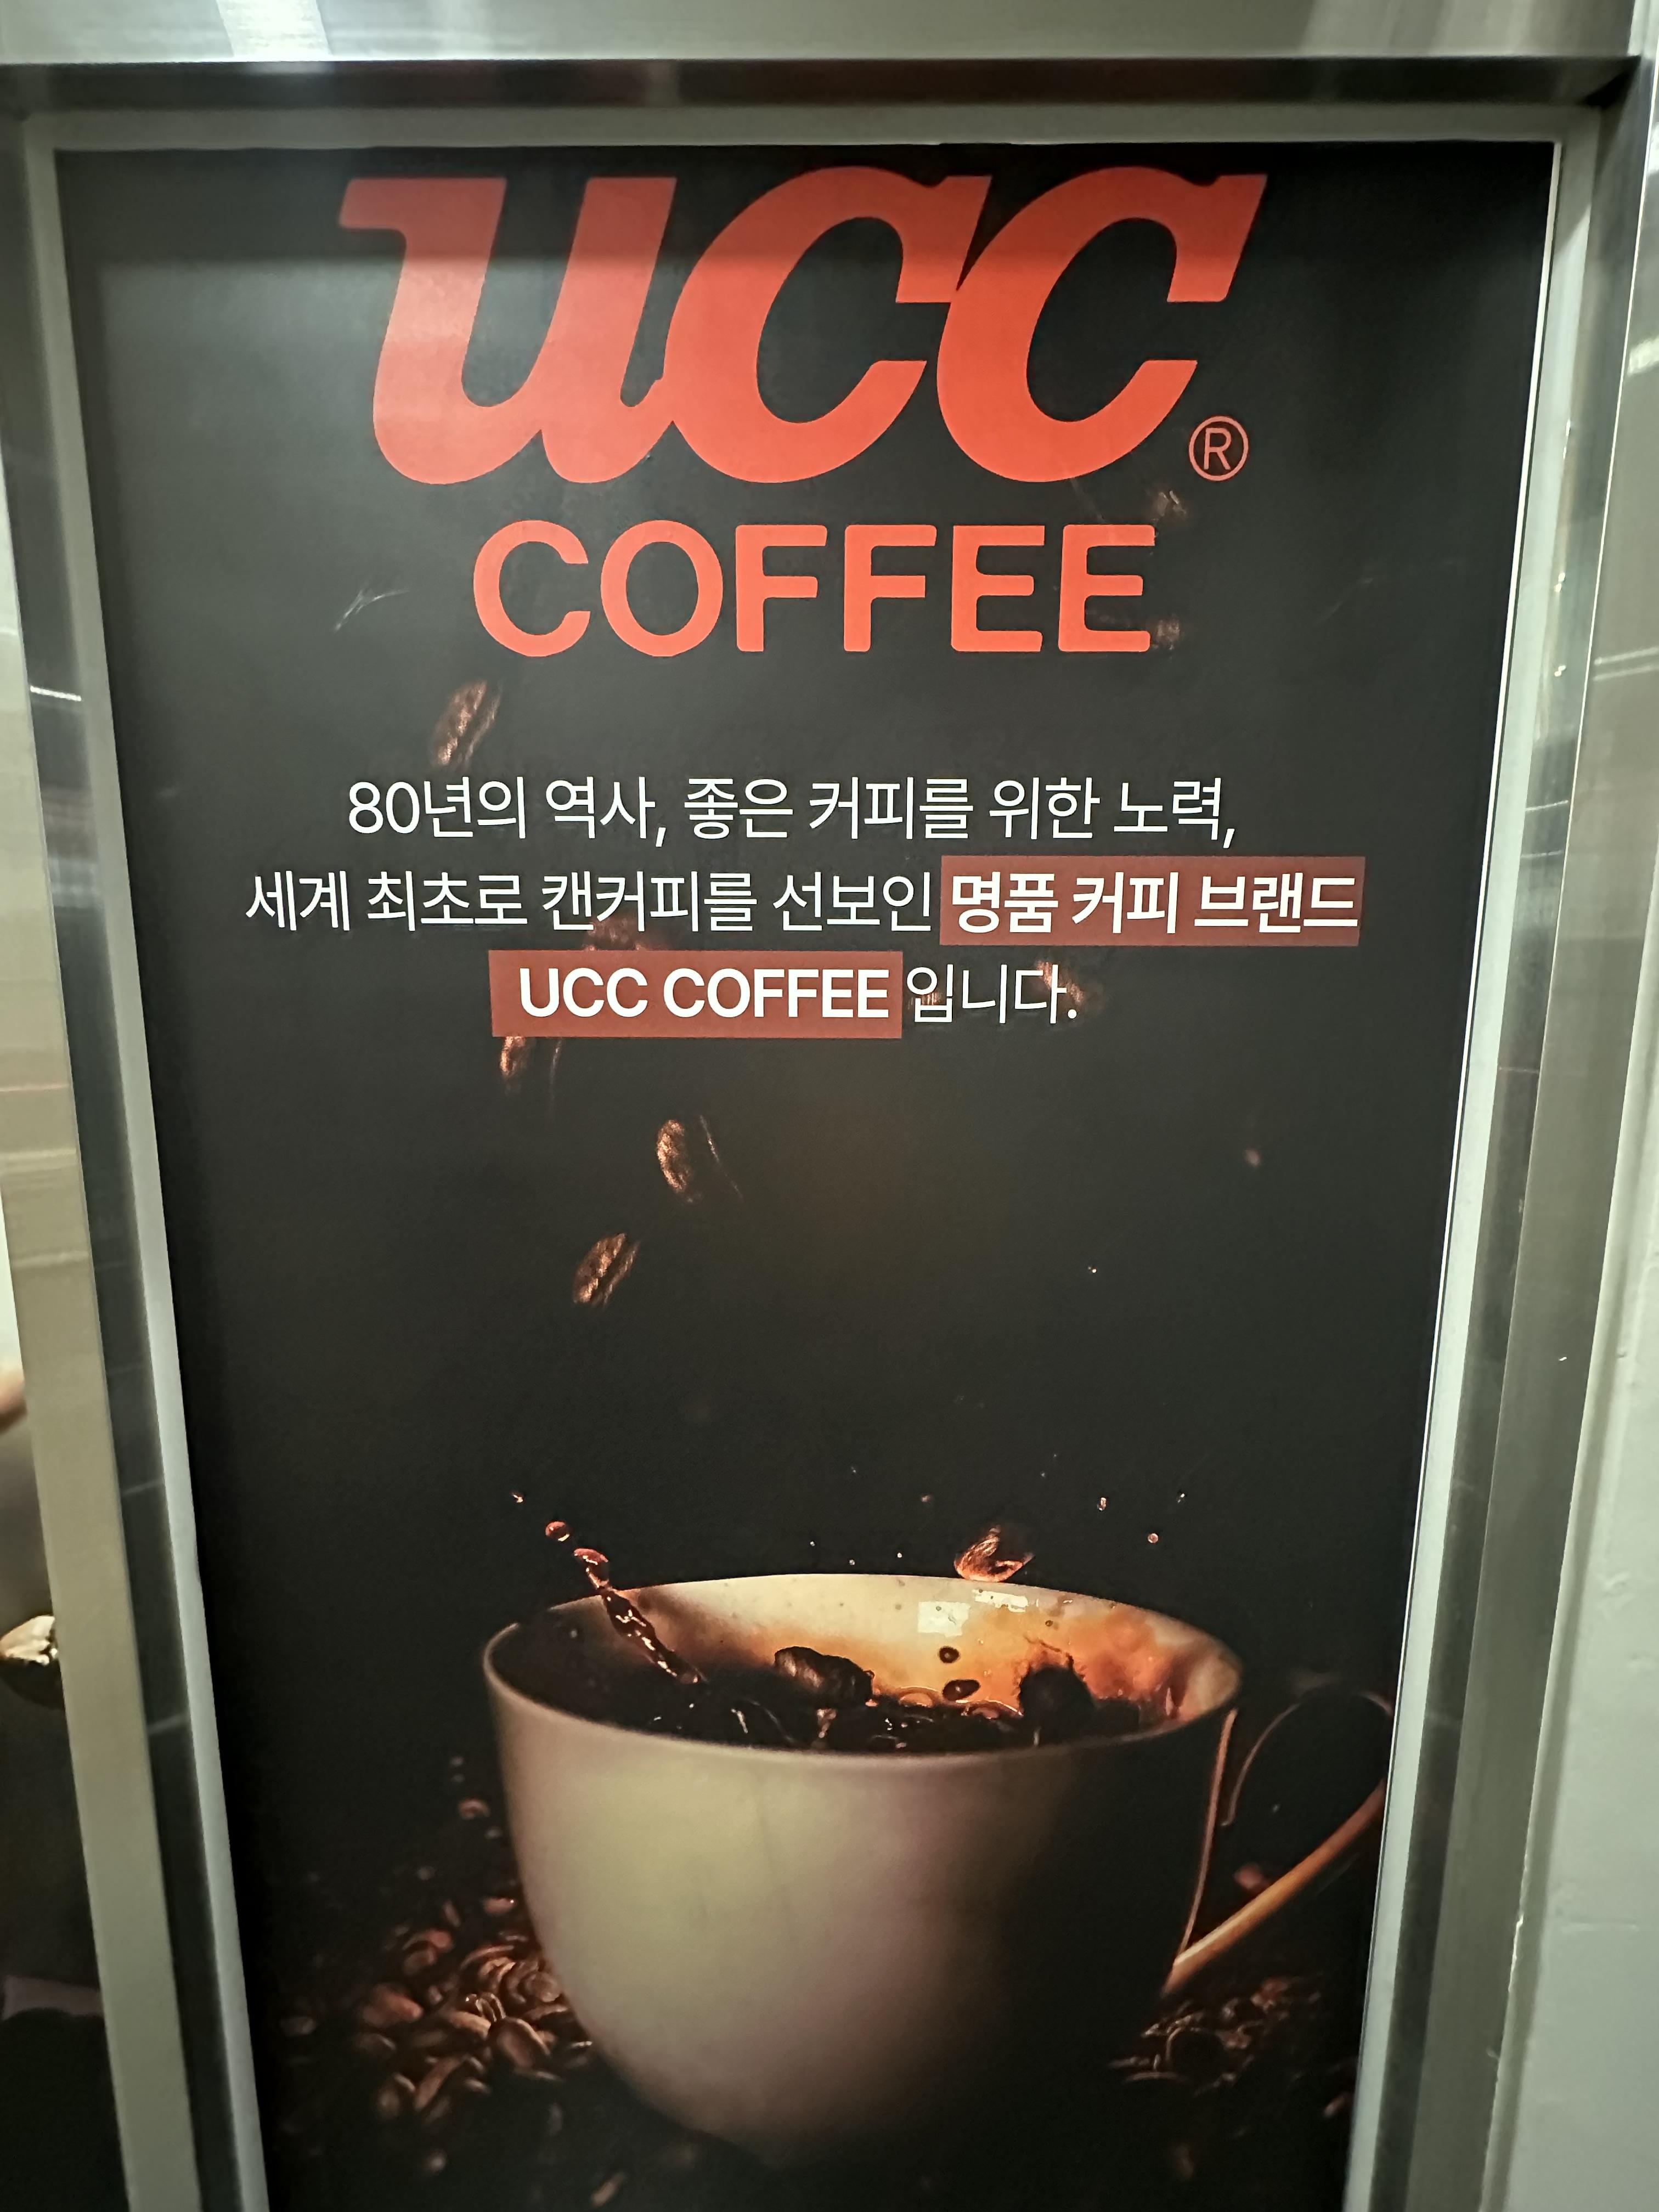 ucc®
COFFEE
80년의 역사, 좋은 커피를 위한 노력,
세계 최초로 캔커피를 선보인 명품 커피 브랜드
UCC COFFEE 입니다.